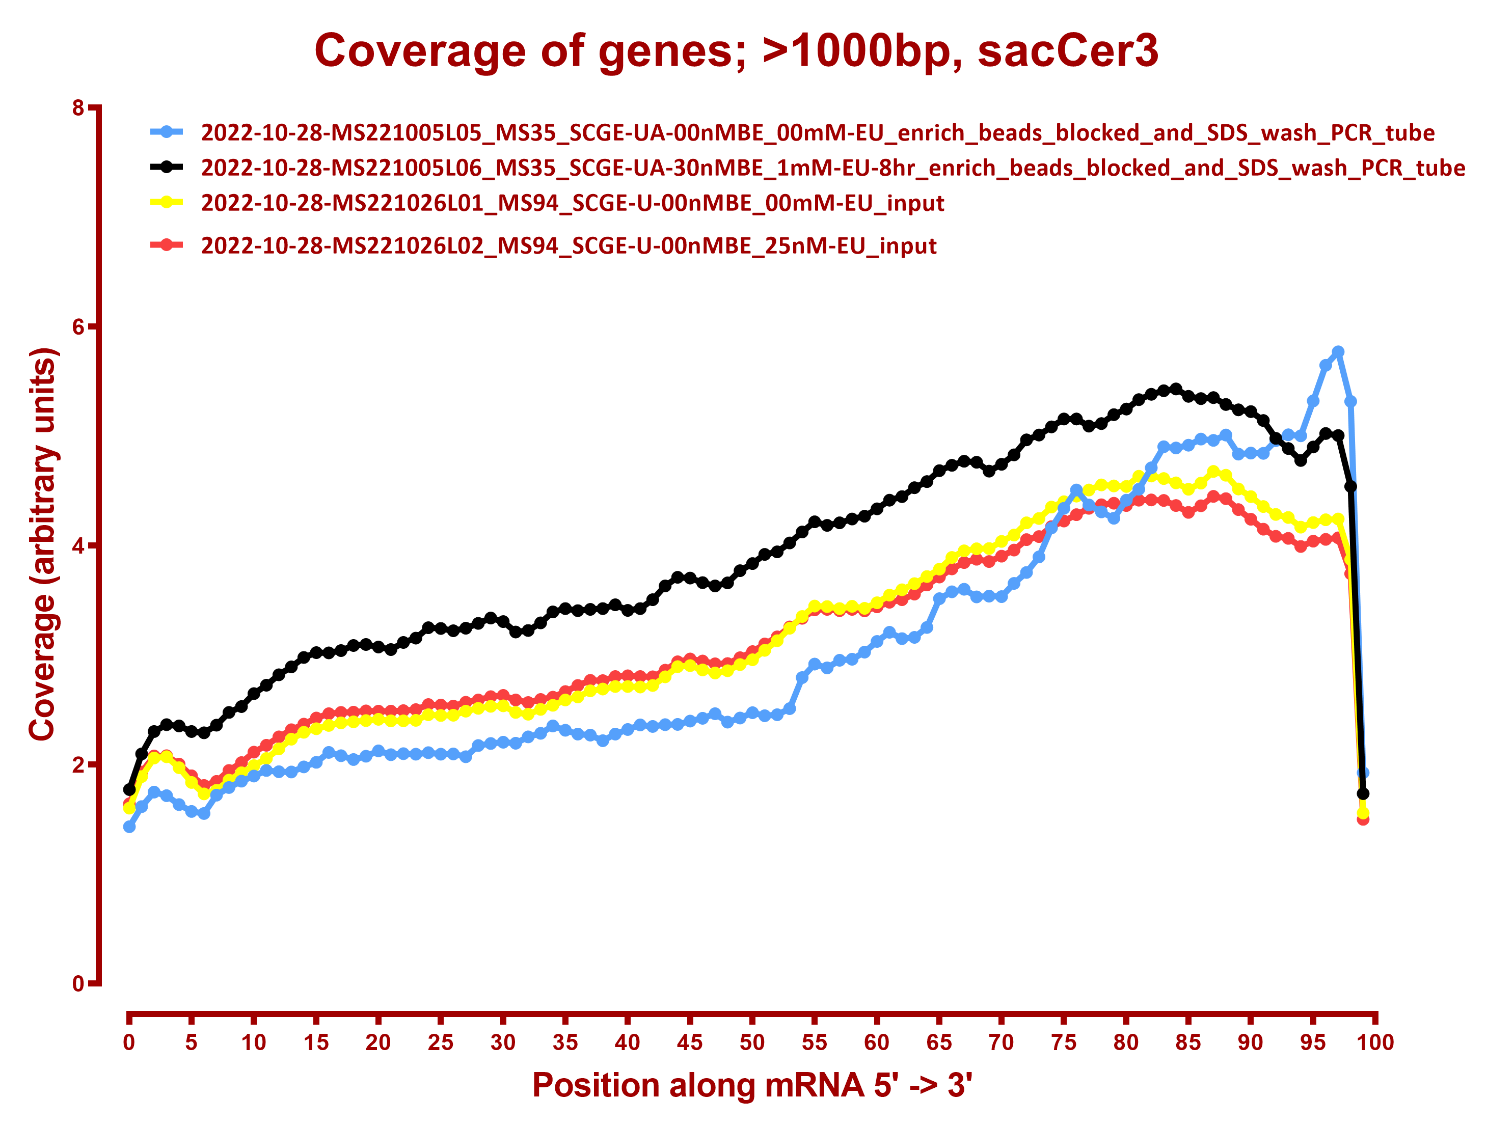 Coverage of genes; >1000bp, sacCer3
8
2022-10-28-MS221005L05_MS35_SCGE-UA-00nMBE_00mM-EU_enrich_beads_blocked_and_SDS_wash_PCR_tube
2022-10-28-MS221005L06_MS35_SCGE-UA-30nMBE_1mM-EU-8hr_enrich_beads_blocked_and_SDS_wash_PCR_tube
2022-10-28-MS221026L01_MS94_SCGE-U-00nMBE_00mM-EU_input
2022-10-28-MS221026L02_MS94_SCGE-U-00nMBE_25nM-EU_input
6
4
2
0
Coverage (arbitrary units)
0 5 10 15 20 25 30 35 40 45 50 55 60 65 70 75 80 85 90 95 100
Position along mRNA 5' -> 3'